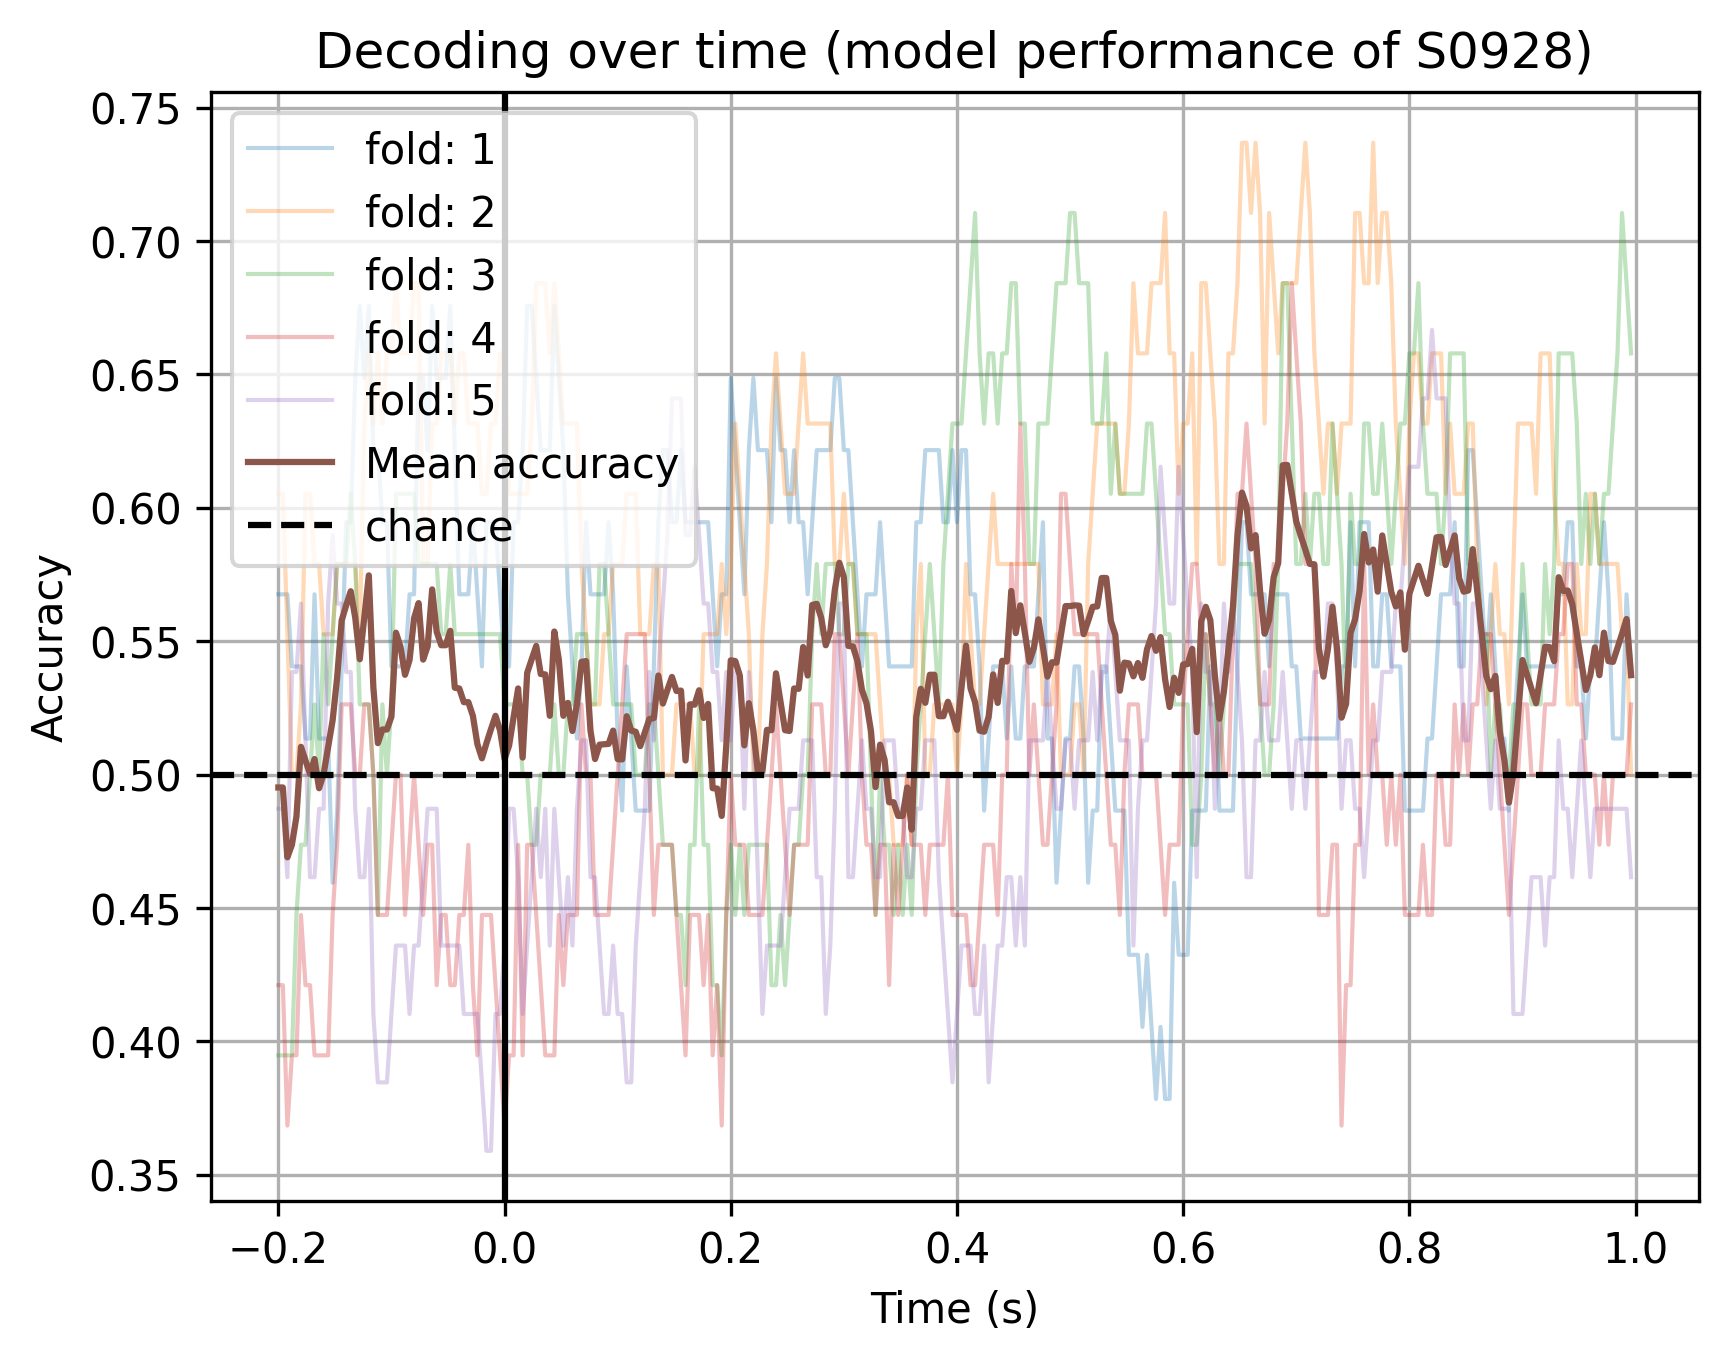 Decoding over time (model performance of S0928)
Accuracy
0.75
0.70
0.65
0.60
0.55
0.50
0.45
0.40
0.35
fold: 1
fold: 2
fold: 3
fold: 4
fold: 5
Mean accuracy
chance
−0.2
0.0
0.2
0.4
0.6
0.8
1.0
Time (s)